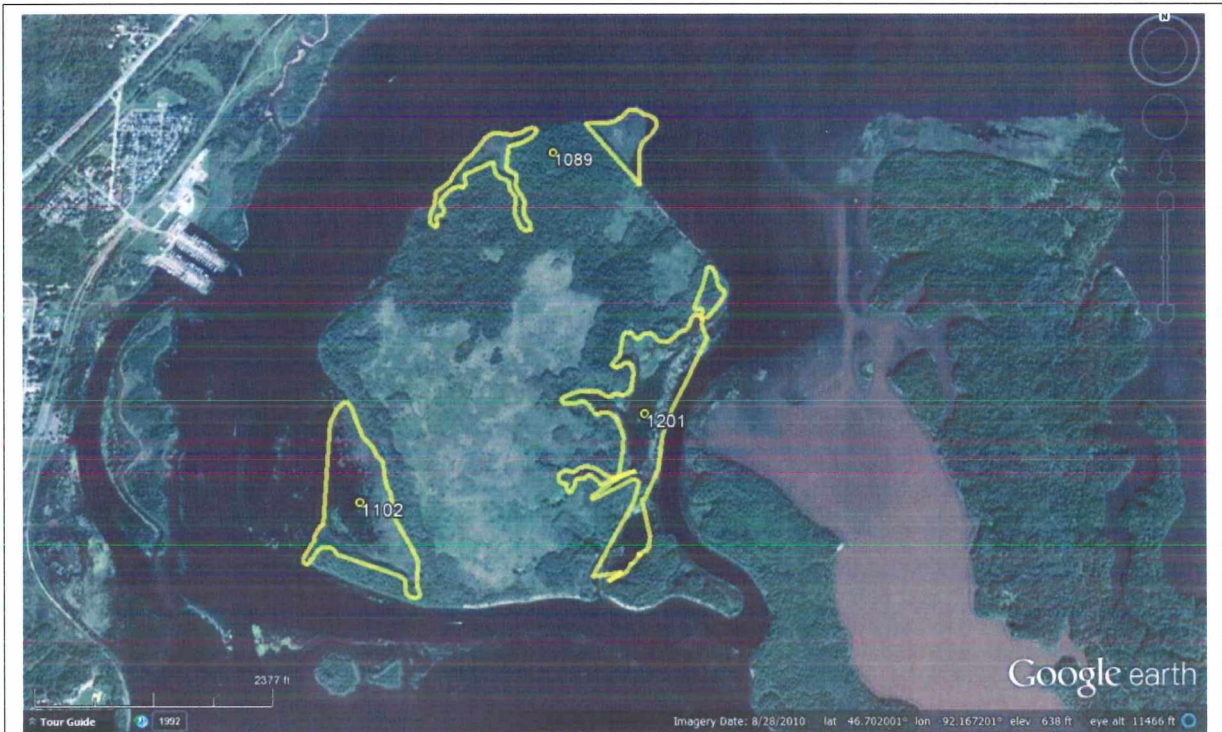 N
1089
1201
1102
Google earth
2377 ft
Tour Guide
1992
Imagery Date: 8/28/2010 lat 46.702001° lon -92.167201° elev 638 ft eye alt 11466 ft